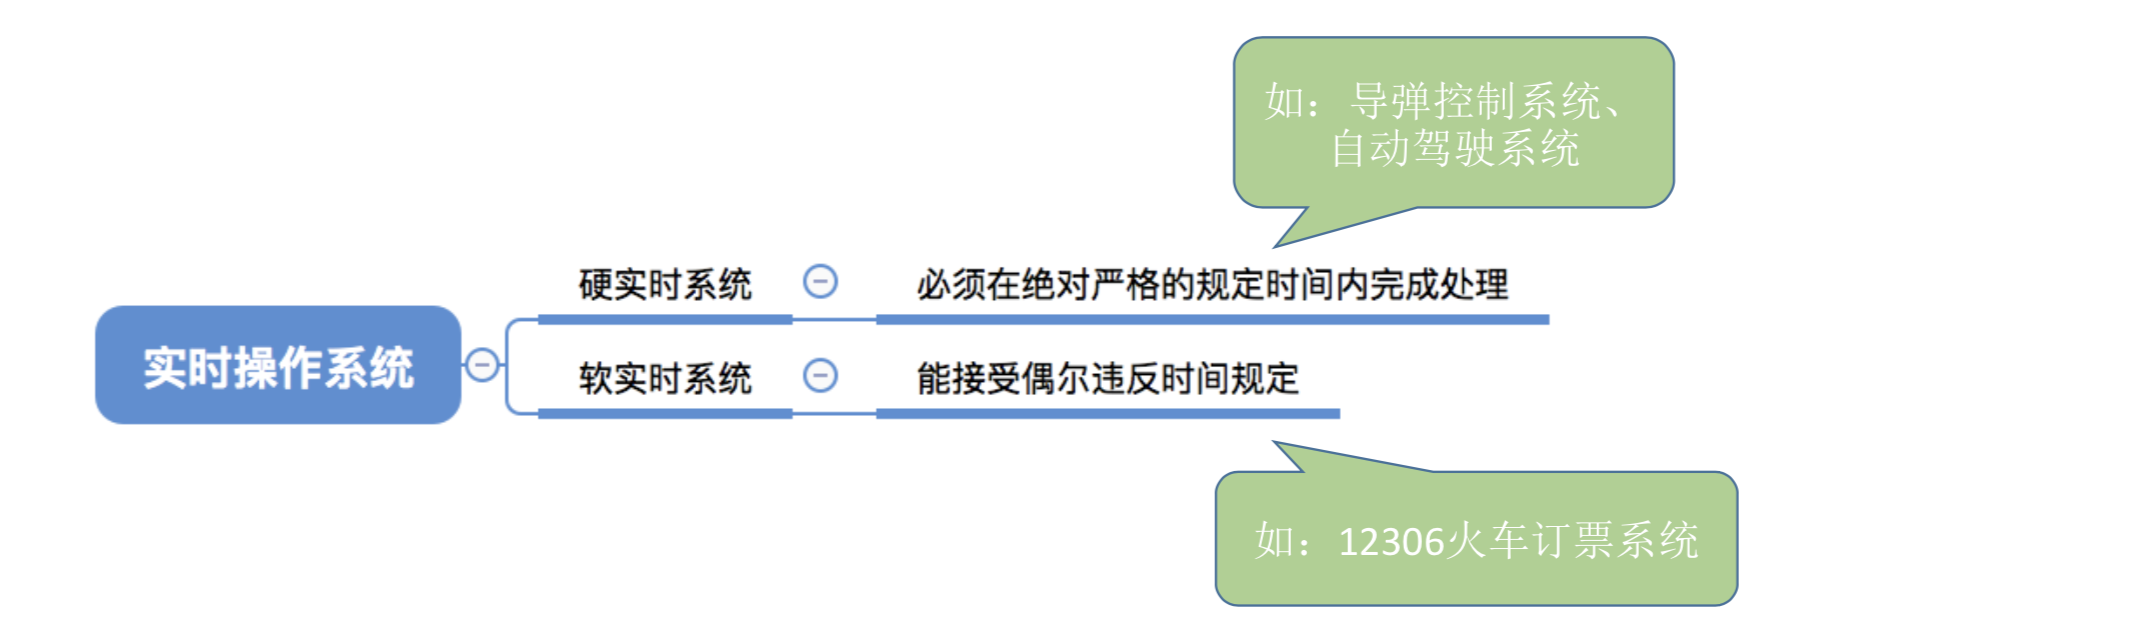 如：导弹控制系统、
自动驾驶系统
硬实时系统
必须在绝对严格的规定时间内完成处理
实时操作系统
软实时系统
能接受偶尔违反时间规定
如：12306火车订票系统